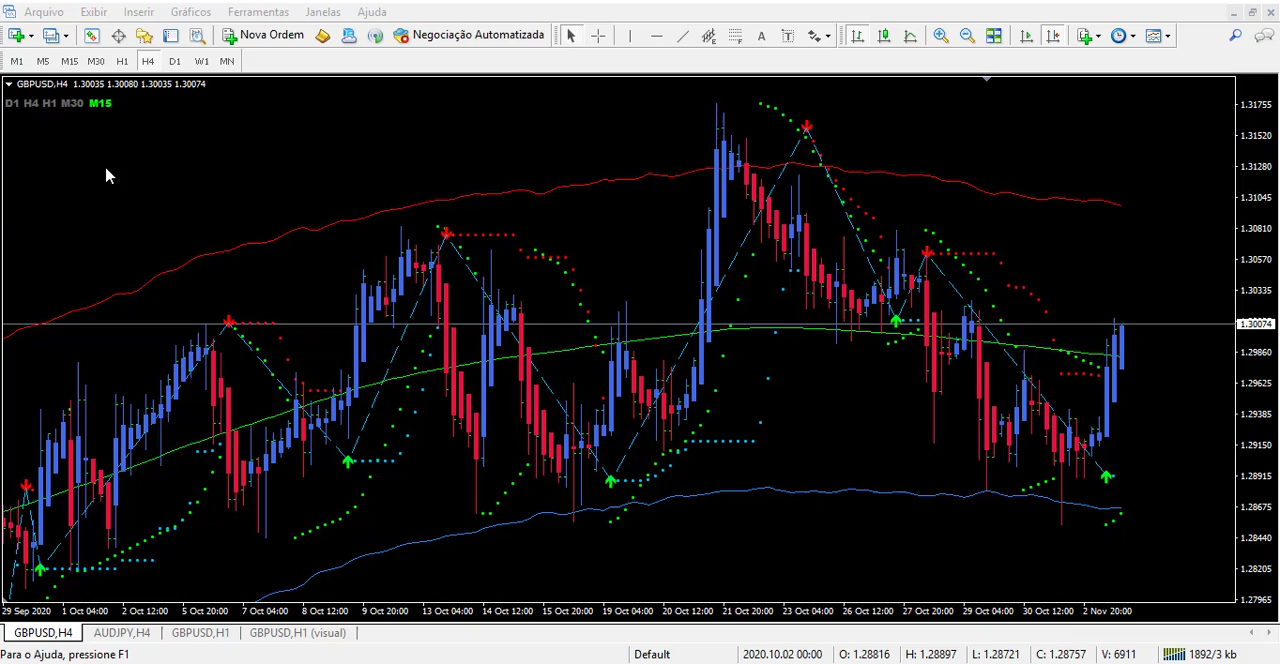 Arquivo Exibir Inserir Gráficos Ferramentas Janelas Ajuda
Nova Ordem Negociação Automatizada A T
M1 M5 M15 M30 H1 H4 D1 W1 MN
GBPUSD,H4 1.30035 1.30080 1.30035 1.30074
D1 H4 H1 M30 M15
1.31755
1.31520
1.31280
1.31045
1.30810
1.30570
1.30335
1.30074
1.29860
1.29625
1.29385
1.29150
1.28915
1.28675
1.28440
1.28205
1.27965
29 Sep 2020 1 Oct 04:00 2 Oct 12:00 5 Oct 20:00 7 Oct 04:00 8 Oct 12:00 9 Oct 20:00 13 Oct 04:00 14 Oct 12:00 15 Oct 20:00 19 Oct 04:00 20 Oct 12:00 21 Oct 20:00 23 Oct 04:00 26 Oct 12:00 27 Oct 20:00 29 Oct 04:00 30 Oct 12:00 2 Nov 20:00
GBPUSD,H4 AUDJPY,H4 GBPUSD,H1 GBPUSD,H1 (visual)
Para o Ajuda, pressione F1 Default 2020.10.02 00:00 O: 1.28816 H: 1.28897 L: 1.28721 C: 1.28757 V: 6911 1892/3 kb